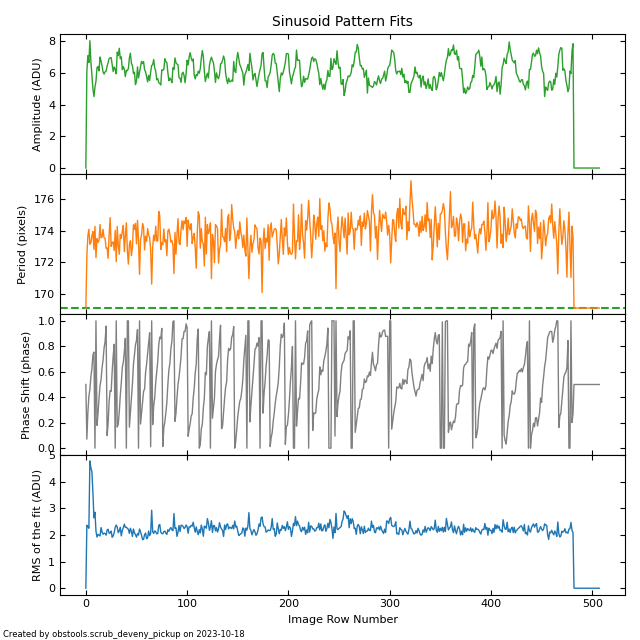 Sinusoid Pattern Fits
8
6
4
2
0
Amplitude (ADU)
176
174
172
170
Period (pixels)
1.0
0.8
0.6
0.4
0.2
0.0
Phase Shift (phase)
5
4
3
2
1
0
RMS of the fit (ADU)
0 100 200 300 400 500
Image Row Number
Created by obstools.scrub_deveny_pickup on 2023-10-18